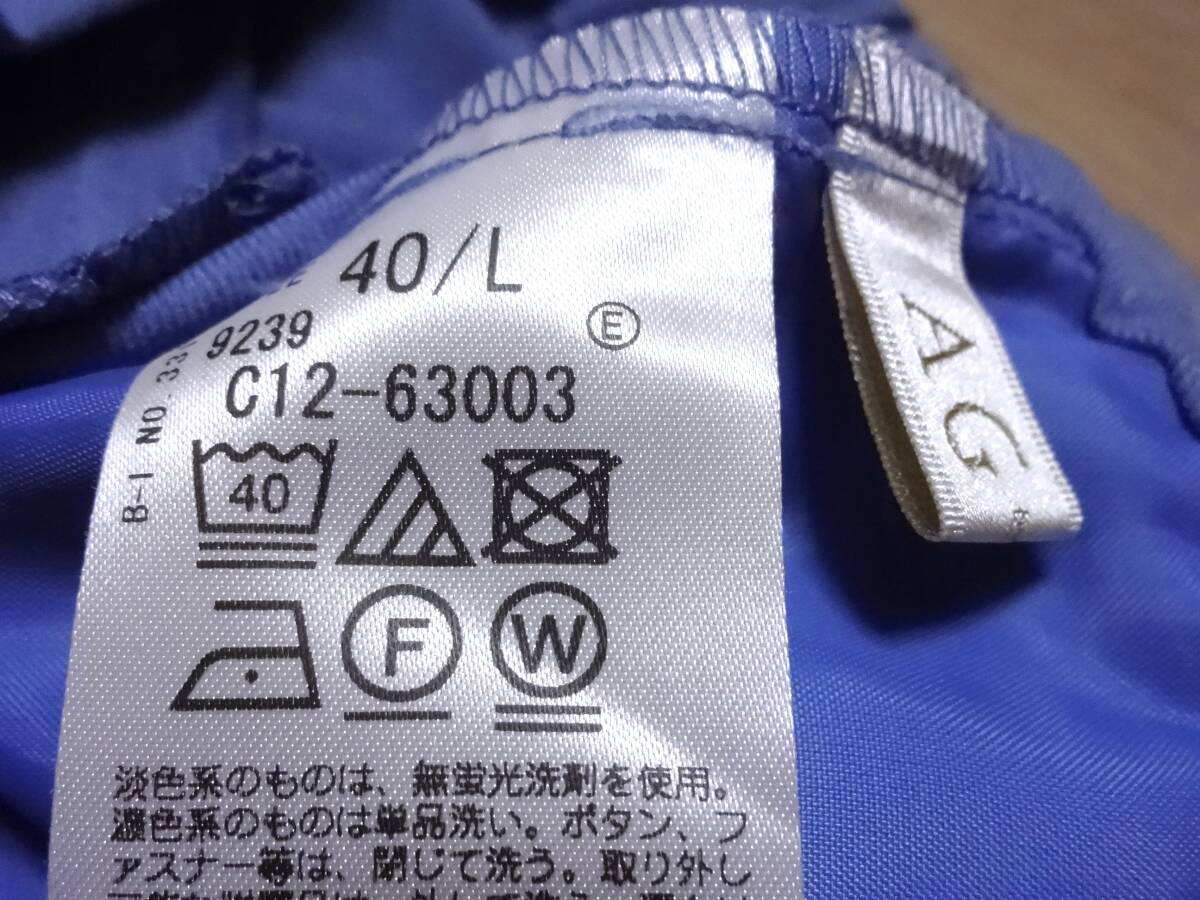 40/L
9239
Ⓔ
C12-63003
B-1 NO.33
40
F
W
淡色系のものは、無蛍光洗剤を使用。
濃色系のものは単品洗い。ボタン、フ
ァスナー等は、閉じて洗う。取り外し
AG